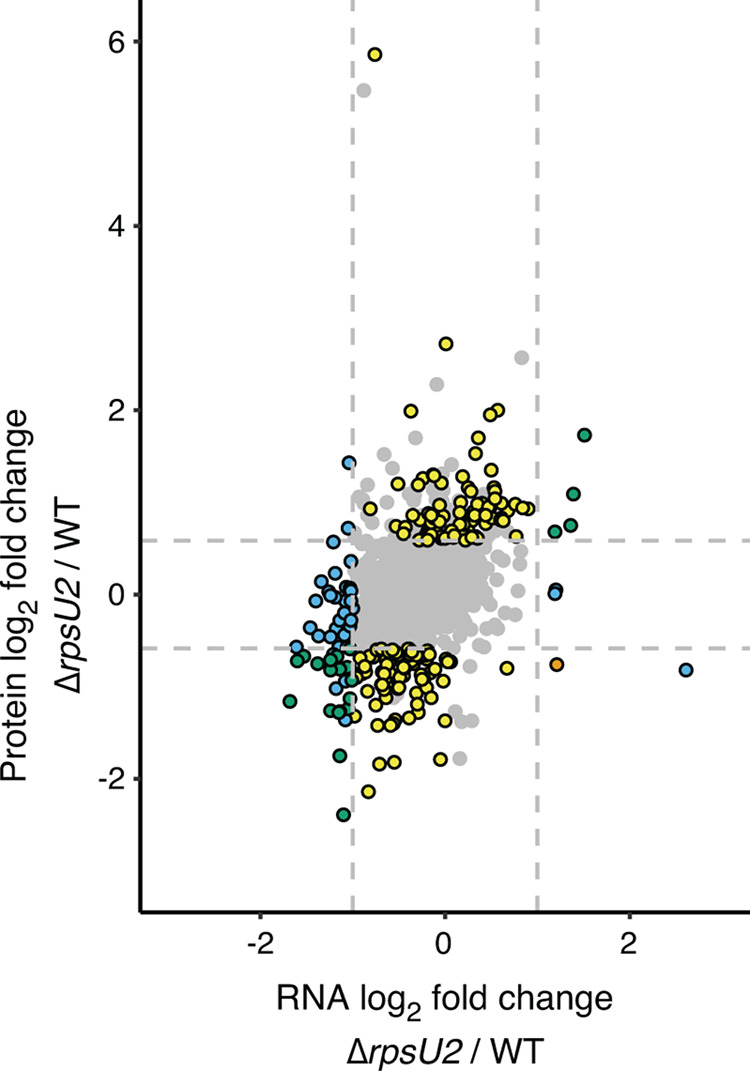 6
4
2
0
-2
Protein log2 fold change
ΔrpsU2 / WT
-2 0 2
RNA log2 fold change
ΔrpsU2 / WT